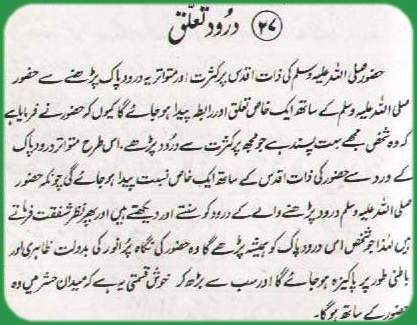 (۲۷) درود تعلق
حضور صلی اللہ علیہ وسلم کی ذات اقدس پر کثرت اور متواتر یہ درود پاک پڑھنے سے حضور
صلی اللہ علیہ وسلم کے ساتھ ایک خاص تعلق اور رابطہ پیدا ہو جائے گا کیوں کہ حضور نے فرمایا ہے
کہ وہ شخص مجھے بہت پسند ہے جو مجھ پر کثرت سے درود پڑھے۔ اس طرح متواتر درود پاک
کے ورد سے حضور کی ذات اقدس کے ساتھ ایک خاص نسبت پیدا ہو جائے گی چونکہ حضور
صلی اللہ علیہ وسلم درود پڑھنے والے کے درود کو سنتے اور دیکھتے ہیں اور پھر نظر شفقت فرماتے
ہیں لہٰذا جو شخص اس درود پاک کو ہمیشہ پڑھے گا وہ حضور کی نگاہ پر انور کی بدولت ظاہری اور
باطنی طور پر پاکیزہ ہو جائے گا اور سب سے بڑھ کر خوش قسمتی یہ ہے کہ میدان حشر میں وہ
حضور کے ساتھ ہو گا۔